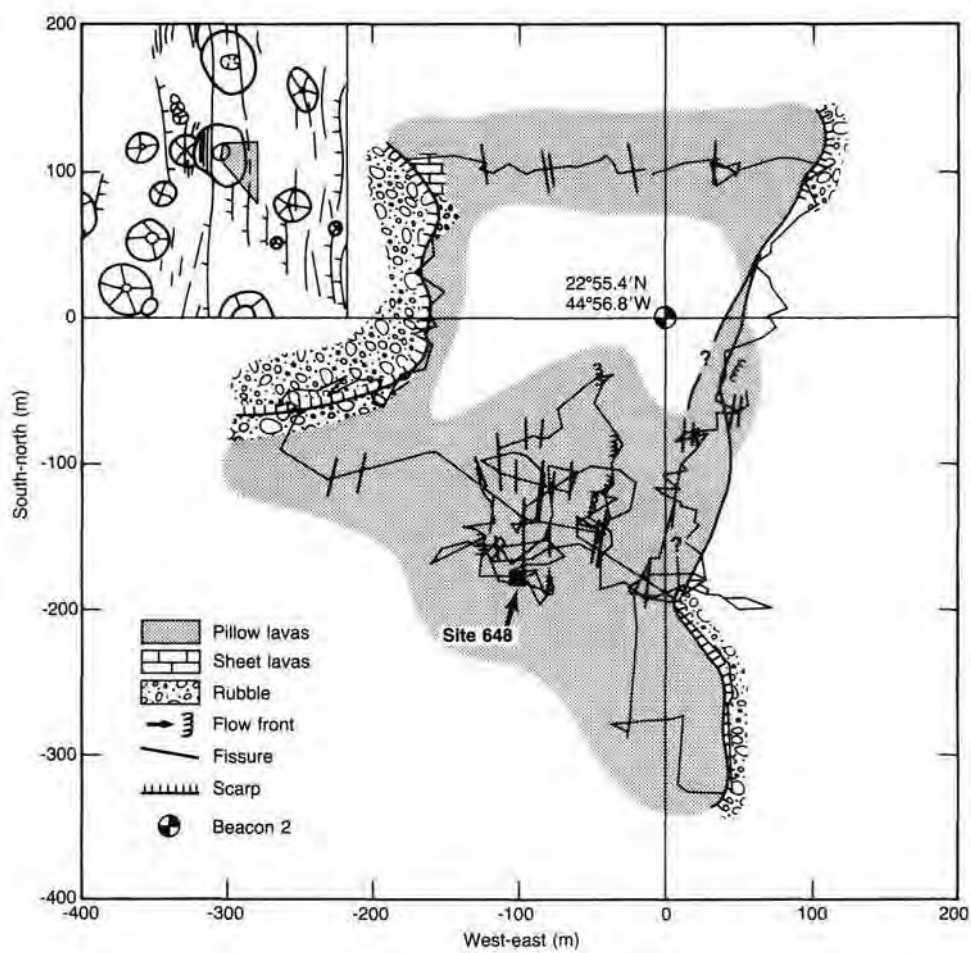 200
100
0
-100
-200
-300
-400
South-north (m)
22°55.4′N
44°56.8′W
?
?
?
Site 648
Pillow lavas
Sheet lavas
Rubble
Flow front
Fissure
Scarp
Beacon 2
-400
-300
-200
-100
0
100
200
West-east (m)